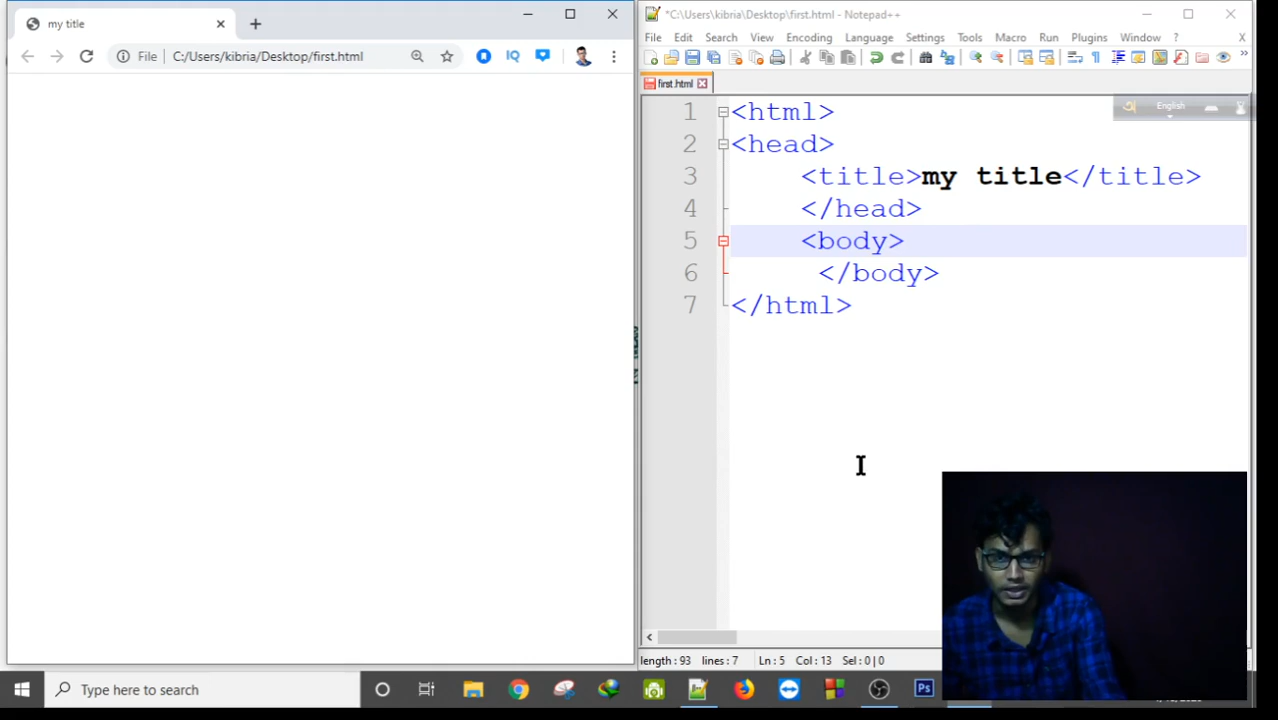 my title
File
C:/Users/kibria/Desktop/first.html
*C:\Users\kibria\Desktop\first.html - Notepad++
File Edit Search View Encoding Language Settings Tools Macro Run Plugins Window ? X
first.html
English
1 <html>
2 <head>
3 <title>my title</title>
4 </head>
5 <body>
6 </body>
7 </html>
length : 93 lines : 7 Ln : 5 Col : 13 Sel : 0 | 0
Type here to search
Ps